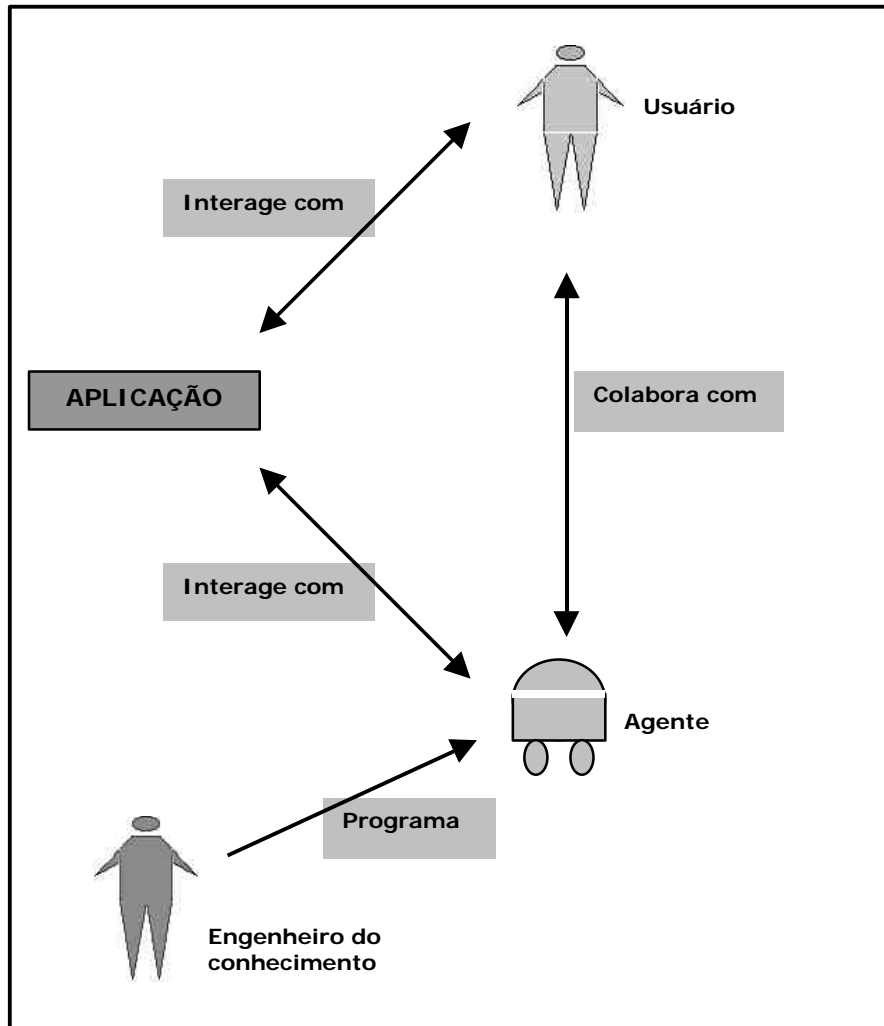 Usuário
Interage com
APLICAÇÃO
Colabora com
Interage com
Agente
Programa
Engenheiro do
conhecimento